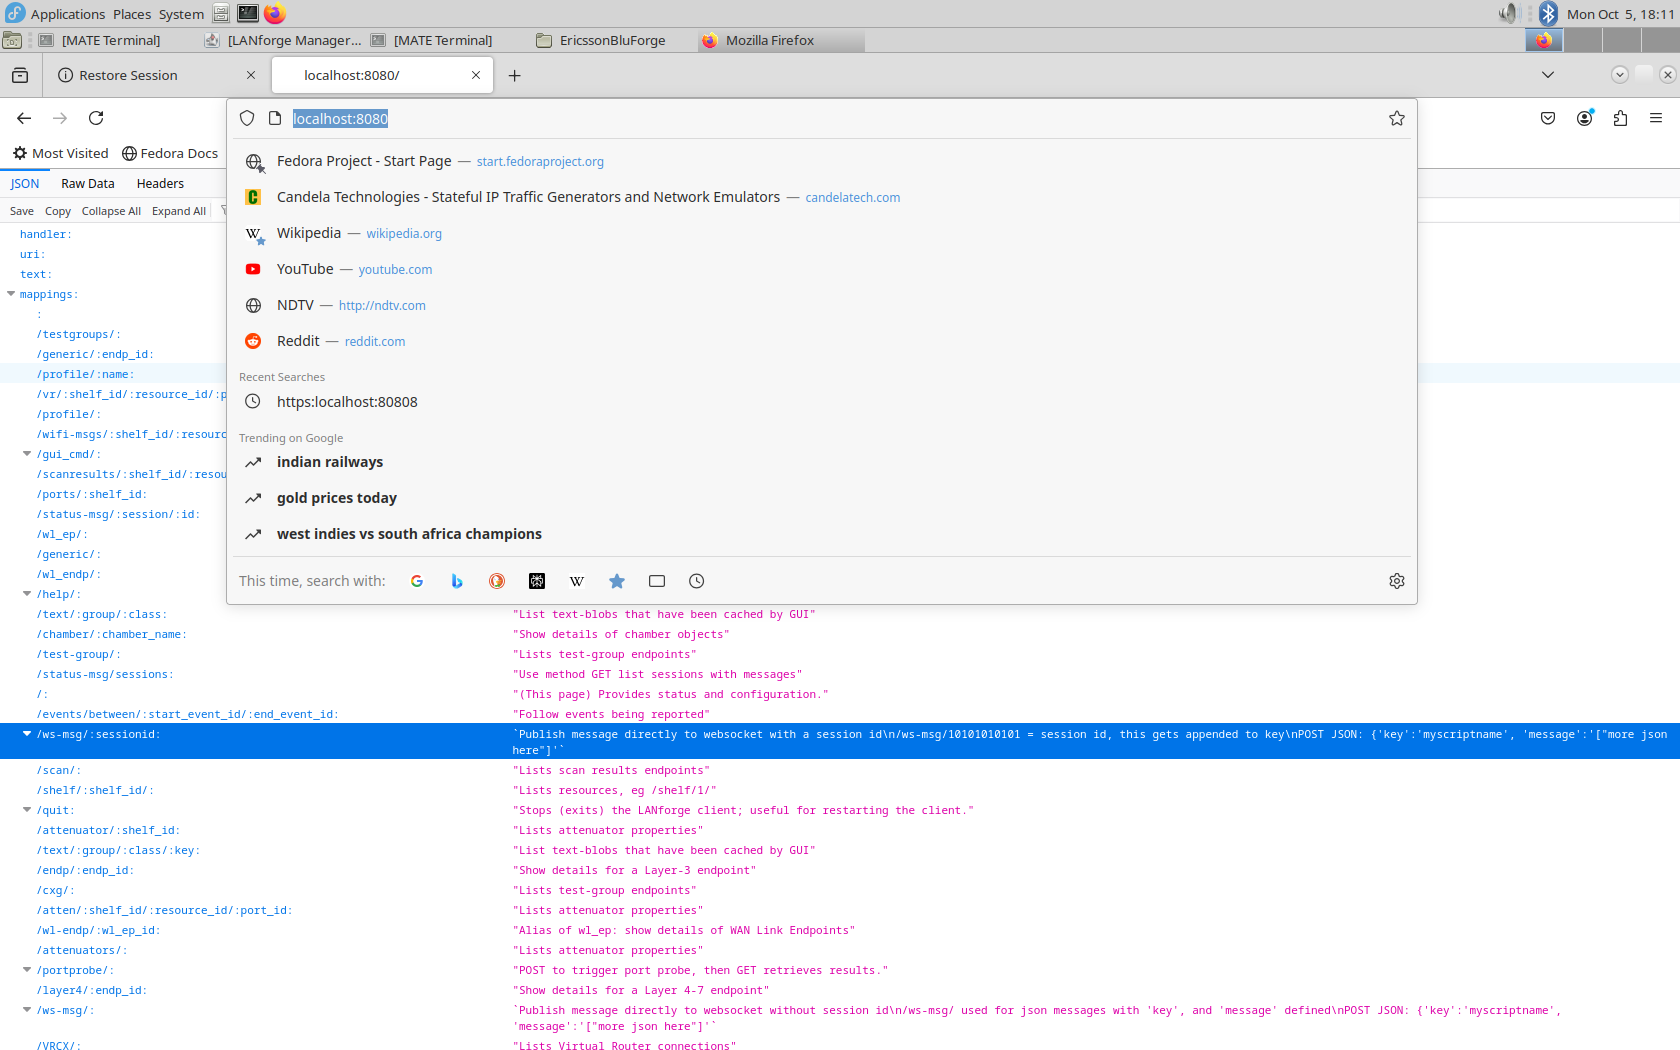 Applications Places System Mon Oct 5, 18:11
[MATE Terminal] [LANforge Manager... [MATE Terminal] EricssonBluForge Mozilla Firefox
Restore Session localhost:8080/
localhost:8080
Most Visited Fedora Docs
Fedora Project - Start Page — start.fedoraproject.org
Candela Technologies - Stateful IP Traffic Generators and Network Emulators — candelatech.com
Wikipedia — wikipedia.org
YouTube — youtube.com
NDTV — http://ndtv.com
Reddit — reddit.com
Recent Searches
https:localhost:80808
Trending on Google
indian railways
gold prices today
west indies vs south africa champions
This time, search with:
JSON Raw Data Headers
Save Copy Collapse All Expand All
handler:
uri:
text:
mappings:
:
/testgroups/:
/generic/:endp_id:
/profile/:name:
/vr/:shelf_id/:resource_id/:p
/profile/:
/wifi-msgs/:shelf_id/:resourc
/gui_cmd/:
/scanresults/:shelf_id/:resou
/ports/:shelf_id:
/status-msg/:session/:id:
/wl_ep/:
/generic/:
/wl_endp/:
/help/:
/text/:group/:class: "List text-blobs that have been cached by GUI"
/chamber/:chamber_name: "Show details of chamber objects"
/test-group/: "Lists test-group endpoints"
/status-msg/sessions: "Use method GET list sessions with messages"
/: "(This page) Provides status and configuration."
/events/between/:start_event_id/:end_event_id: "Follow events being reported"
/ws-msg/:sessionid: `Publish message directly to websocket with a session id\n/ws-msg/10101010101 = session id, this gets appended to key\nPOST JSON: {'key':'myscriptname', 'message':'["more json
here"]'`
/scan/: "Lists scan results endpoints"
/shelf/:shelf_id/: "Lists resources, eg /shelf/1/"
/quit: "Stops (exits) the LANforge client; useful for restarting the client."
/attenuator/:shelf_id: "Lists attenuator properties"
/text/:group/:class/:key: "List text-blobs that have been cached by GUI"
/endp/:endp_id: "Show details for a Layer-3 endpoint"
/cxg/: "Lists test-group endpoints"
/atten/:shelf_id/:resource_id/:port_id: "Lists attenuator properties"
/wl-endp/:wl_ep_id: "Alias of wl_ep: show details of WAN Link Endpoints"
/attenuators/: "Lists attenuator properties"
/portprobe/: "POST to trigger port probe, then GET retrieves results."
/layer4/:endp_id: "Show details for a Layer 4-7 endpoint"
/ws-msg/: `Publish message directly to websocket without session id\n/ws-msg/ used for json messages with 'key', and 'message' defined\nPOST JSON: {'key':'myscriptname',
'message':'["more json here"]'`
/VRCX/: "Lists Virtual Router connections"